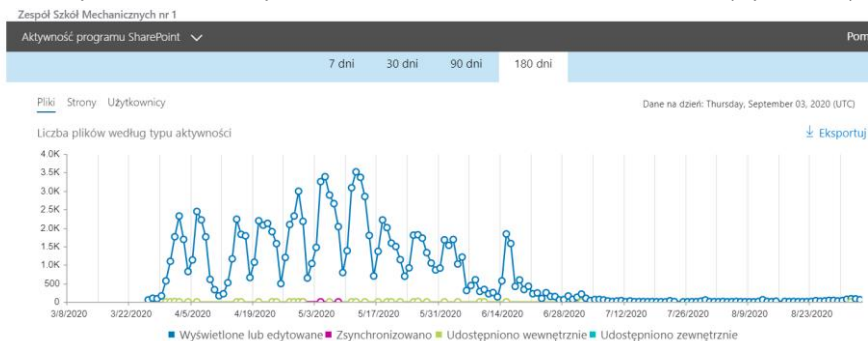 Zespół Szkół Mechanicznych nr 1
Aktywność programu SharePoint
7 dni 30 dni 90 dni 180 dni
Pliki Strony Użytkownicy
Dane na dzień: Thursday, September 03, 2020 (UTC)
Liczba plików według typu aktywności
Eksportuj
4.0K
3.5K
3.0K
2.5K
2.0K
1.5K
1.0K
500
0
3/8/2020 3/22/2020 4/5/2020 4/19/2020 5/3/2020 5/17/2020 5/31/2020 6/14/2020 6/28/2020 7/12/2020 7/26/2020 8/9/2020 8/23/2020
Wyświetlone lub edytowane Zsynchronizowano Udostępniono wewnętrznie Udostępniono zewnętrznie